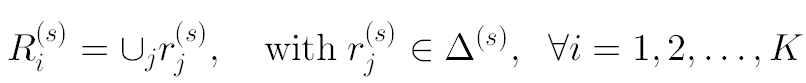 $R_i^{(s)} = \cup_j r_j^{(s)}, \quad \text{with } r_j^{(s)} \in \Delta^{(s)}, \;\; \forall i = 1, 2, \ldots, K$